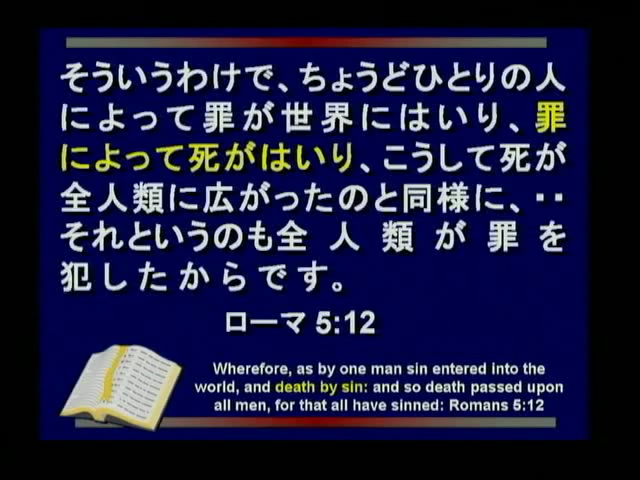 そういうわけで、ちょうどひとりの人
によって罪が世界にはいり、罪
によって死がはいり、こうして死が
全人類に広がったのと同様に、・・
それというのも全人類が罪を
犯したからです。
ローマ 5:12
Wherefore, as by one man sin entered into the
world, and death by sin: and so death passed upon
all men, for that all have sinned: Romans 5:12